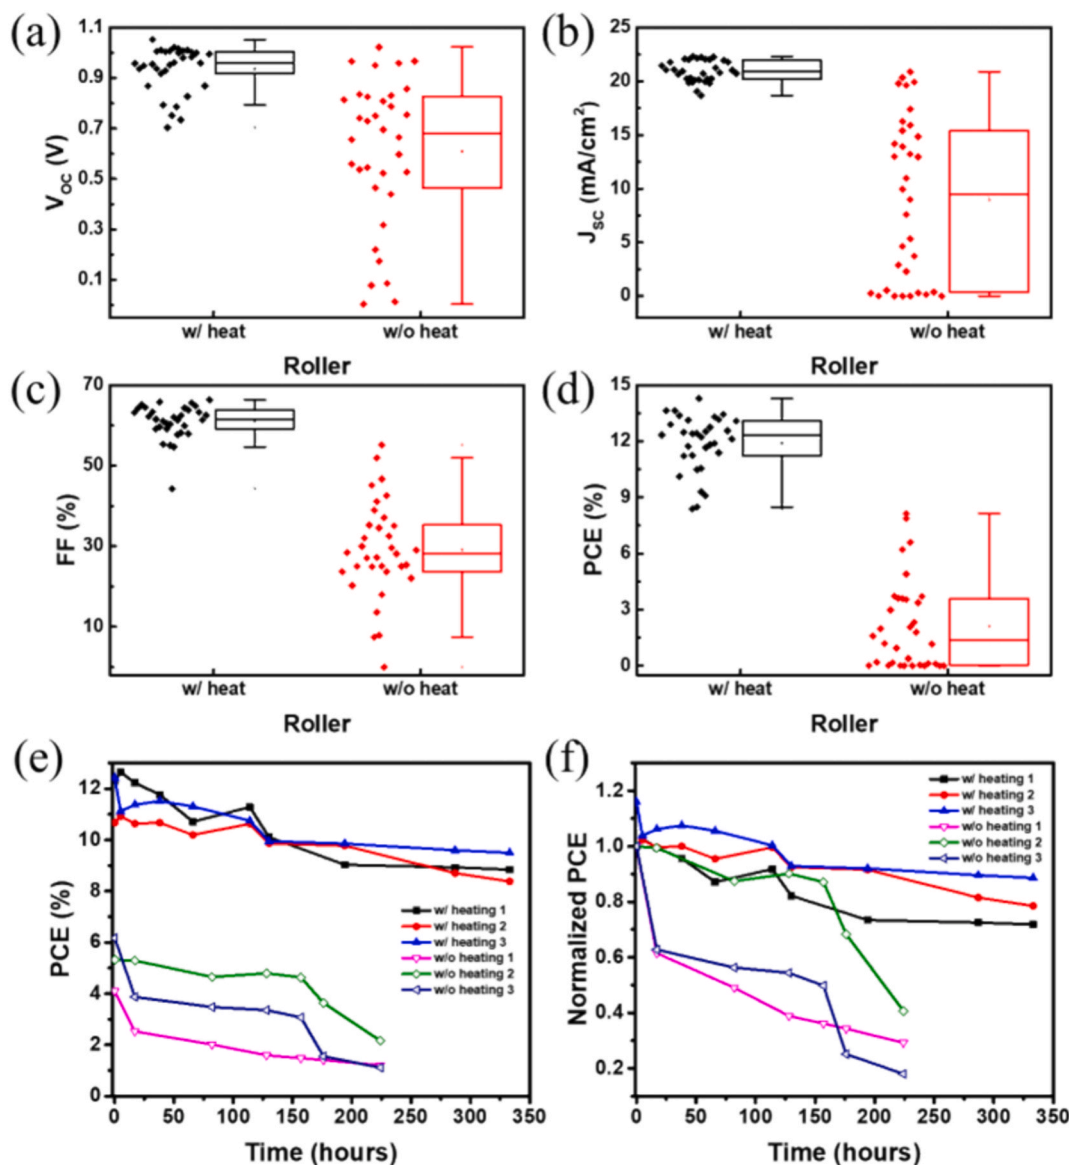 (a)
1.1
0.9
0.7
0.5
0.3
0.1
V_OC (V)
w/ heat
w/o heat
Roller
(b)
25
20
15
10
5
0
J_SC (mA/cm²)
w/ heat
w/o heat
Roller
(c)
70
50
30
10
FF (%)
w/ heat
w/o heat
Roller
(d)
15
12
9
6
3
0
PCE (%)
w/ heat
w/o heat
Roller
(e)
12
10
8
6
4
2
0
PCE (%)
w/ heating 1
w/ heating 2
w/ heating 3
w/o heating 1
w/o heating 2
w/o heating 3
0 50 100 150 200 250 300 350
Time (hours)
(f)
1.2
1.0
0.8
0.6
0.4
0.2
Normalized PCE
w/ heating 1
w/ heating 2
w/ heating 3
w/o heating 1
w/o heating 2
w/o heating 3
0 50 100 150 200 250 300 350
Time (hours)